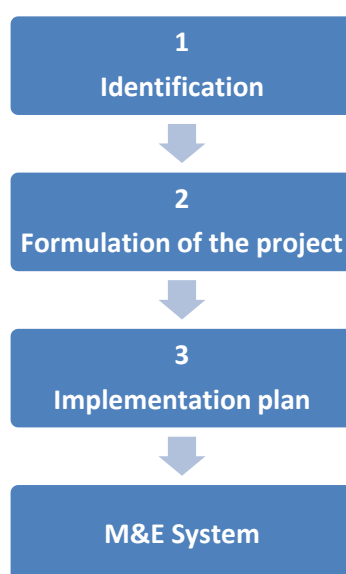 1
Identification
2
Formulation of the project
3
Implementation plan
M&E System